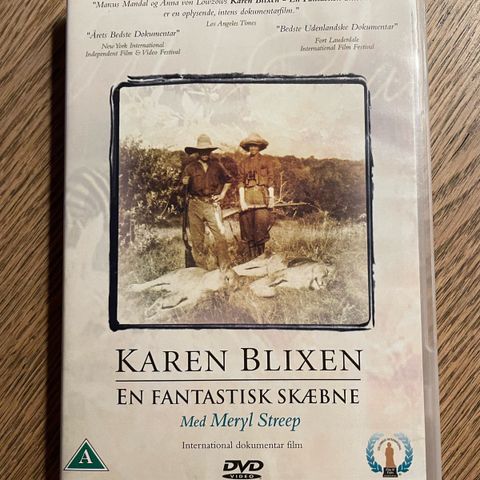 "Marcus Mandal og Anna von Lowzows Karen Blixen – En Fantastisk
er en oplysende, intens dokumentarfilm."
Los Angeles Times
"Årets Bedste Dokumentar"
New York International
Independent Film & Video Festival
"Bedste Udenlandske Dokumentar"
Fort Lauderdale
International Film Festival
KAREN BLIXEN
EN FANTASTISK SKÆBNE
Med Meryl Streep
International dokumentar film
A
DVD
VIDEO